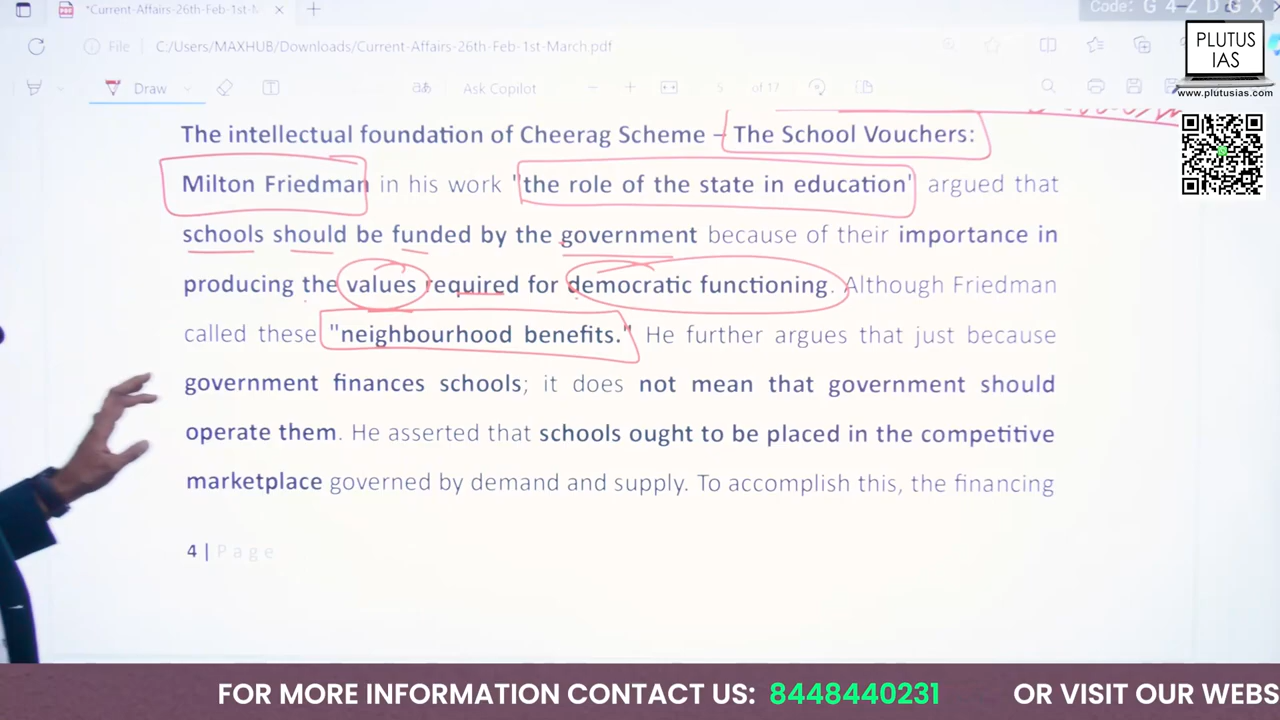 *Current-Affairs-26th-Feb-1st-M
Code: G 4 Z D G X
File C:/Users/MAXHUB/Downloads/Current-Affairs-26th-Feb-1st-March.pdf
PLUTUS
IAS
www.plutusias.com
Draw Ask Copilot 5 of 17
The intellectual foundation of Cheerag Scheme – The School Vouchers:
Milton Friedman in his work "the role of the state in education' argued that
schools should be funded by the government because of their importance in
producing the values required for democratic functioning. Although Friedman
called these "neighbourhood benefits." He further argues that just because
government finances schools; it does not mean that government should
operate them. He asserted that schools ought to be placed in the competitive
marketplace governed by demand and supply. To accomplish this, the financing
4 | Page
FOR MORE INFORMATION CONTACT US: 8448440231 OR VISIT OUR WEBS